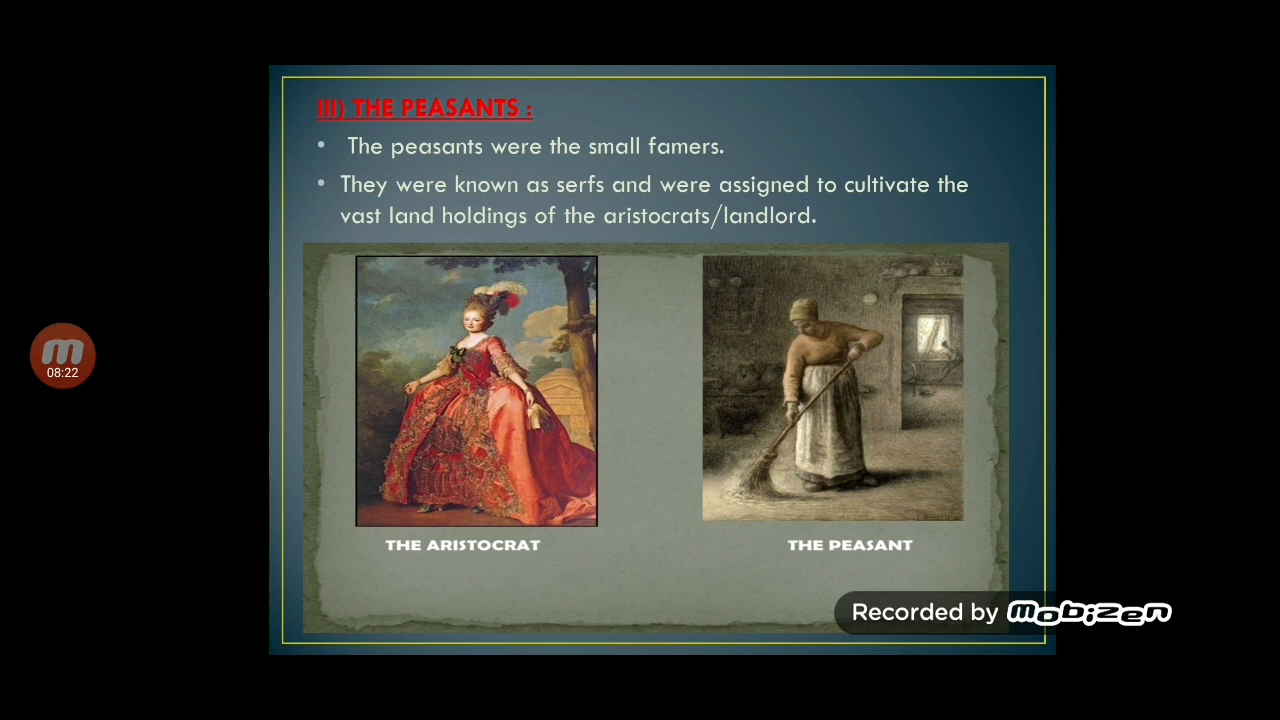 III) THE PEASANTS :
• The peasants were the small famers.
• They were known as serfs and were assigned to cultivate the
vast land holdings of the aristocrats/landlord.
08:22
THE ARISTOCRAT
THE PEASANT
Recorded by mobizen